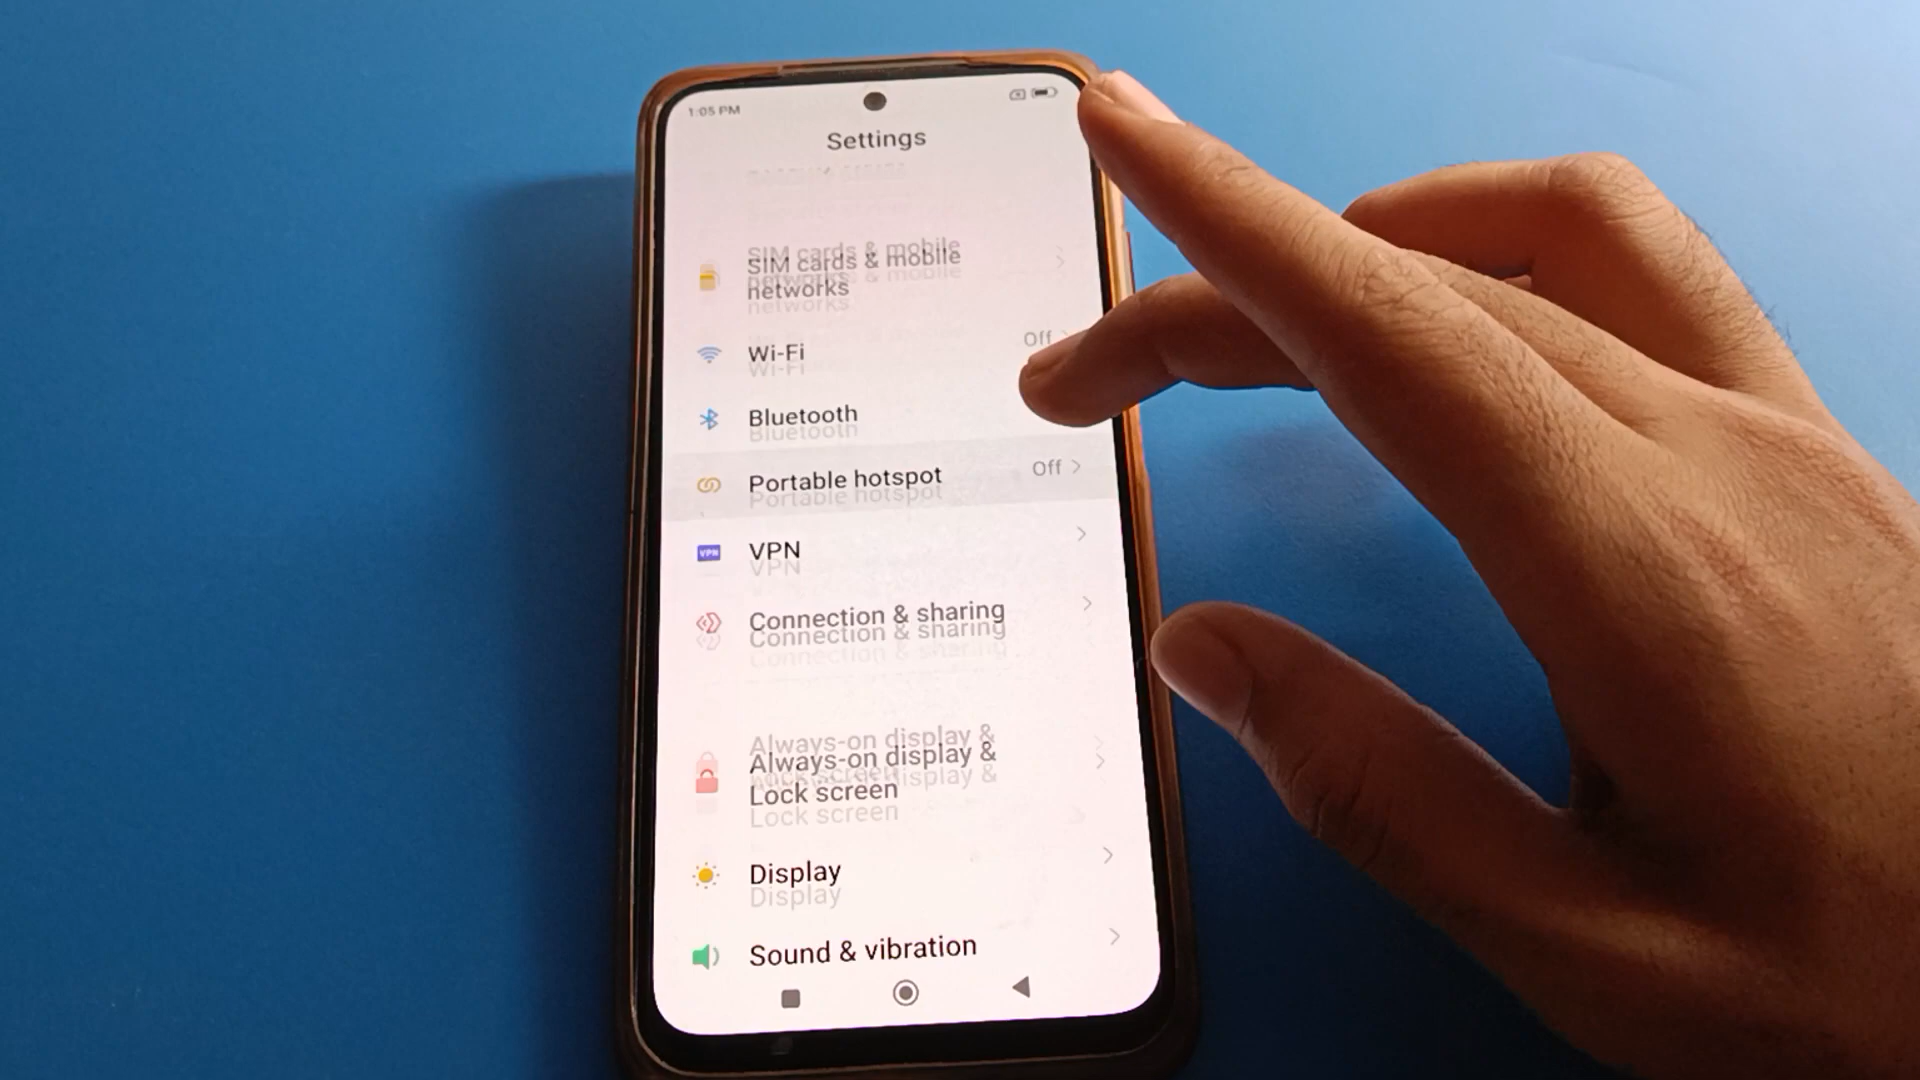 1:05 PM
Settings
SIM cards & mobile
networks
Wi-Fi
Off
Bluetooth
Portable hotspot
Off
VPN
VPN
Connection & sharing
Always-on display &
Lock screen
Display
Sound & vibration